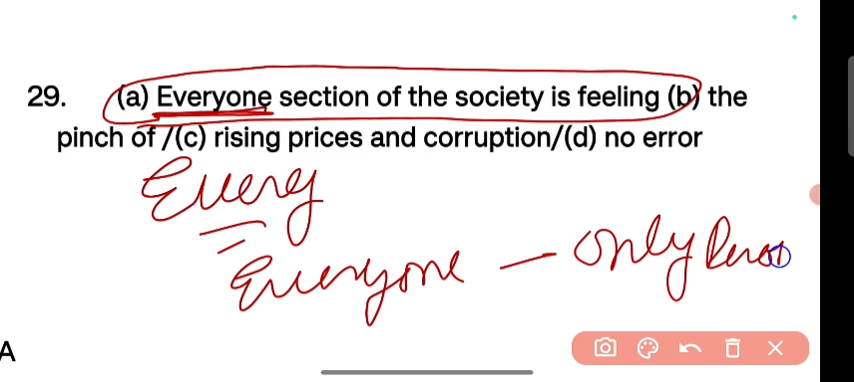 29. (a) Everyone section of the society is feeling (b) the
pinch of /(c) rising prices and corruption/(d) no error
Every
Everyone – only
A